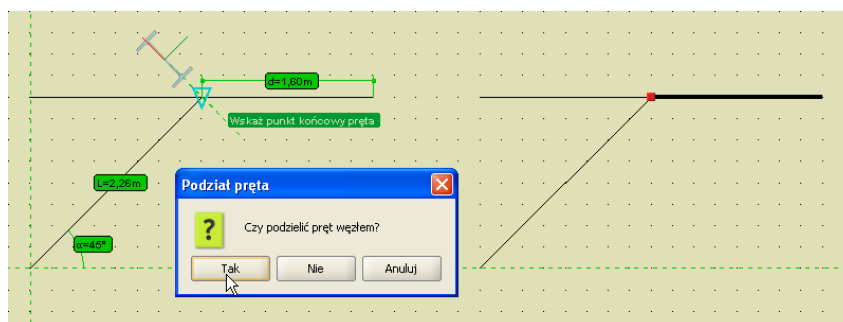 d=1,60m
Wskaż punkt końcowy pręta
L=2,26m
α=45°
Podział pręta
?
Czy podzielić pręt węzłem?
Tak
Nie
Anuluj